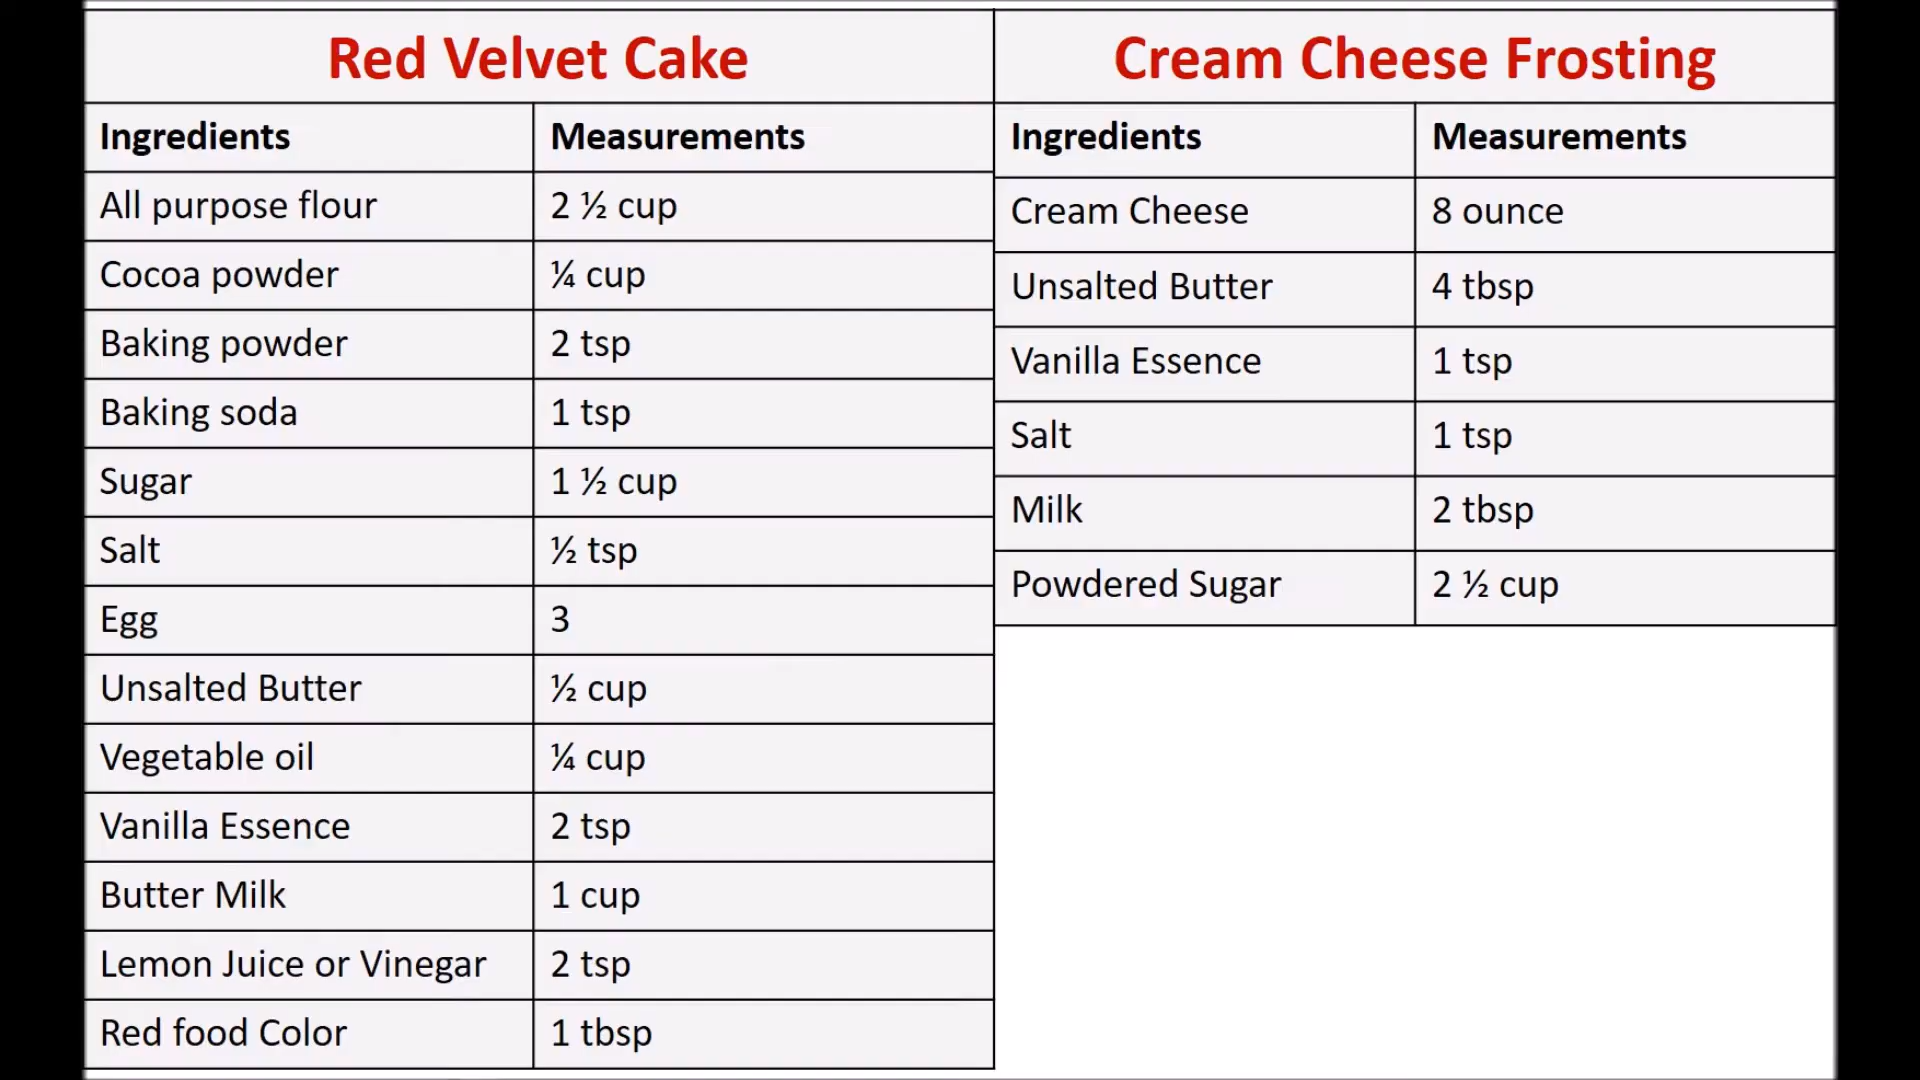 Red Velvet Cake
Ingredients Measurements
All purpose flour 2 ½ cup
Cocoa powder ¼ cup
Baking powder 2 tsp
Baking soda 1 tsp
Sugar 1 ½ cup
Salt ½ tsp
Egg 3
Unsalted Butter ½ cup
Vegetable oil ¼ cup
Vanilla Essence 2 tsp
Butter Milk 1 cup
Lemon Juice or Vinegar 2 tsp
Red food Color 1 tbsp
Cream Cheese Frosting
Ingredients Measurements
Cream Cheese 8 ounce
Unsalted Butter 4 tbsp
Vanilla Essence 1 tsp
Salt 1 tsp
Milk 2 tbsp
Powdered Sugar 2 ½ cup